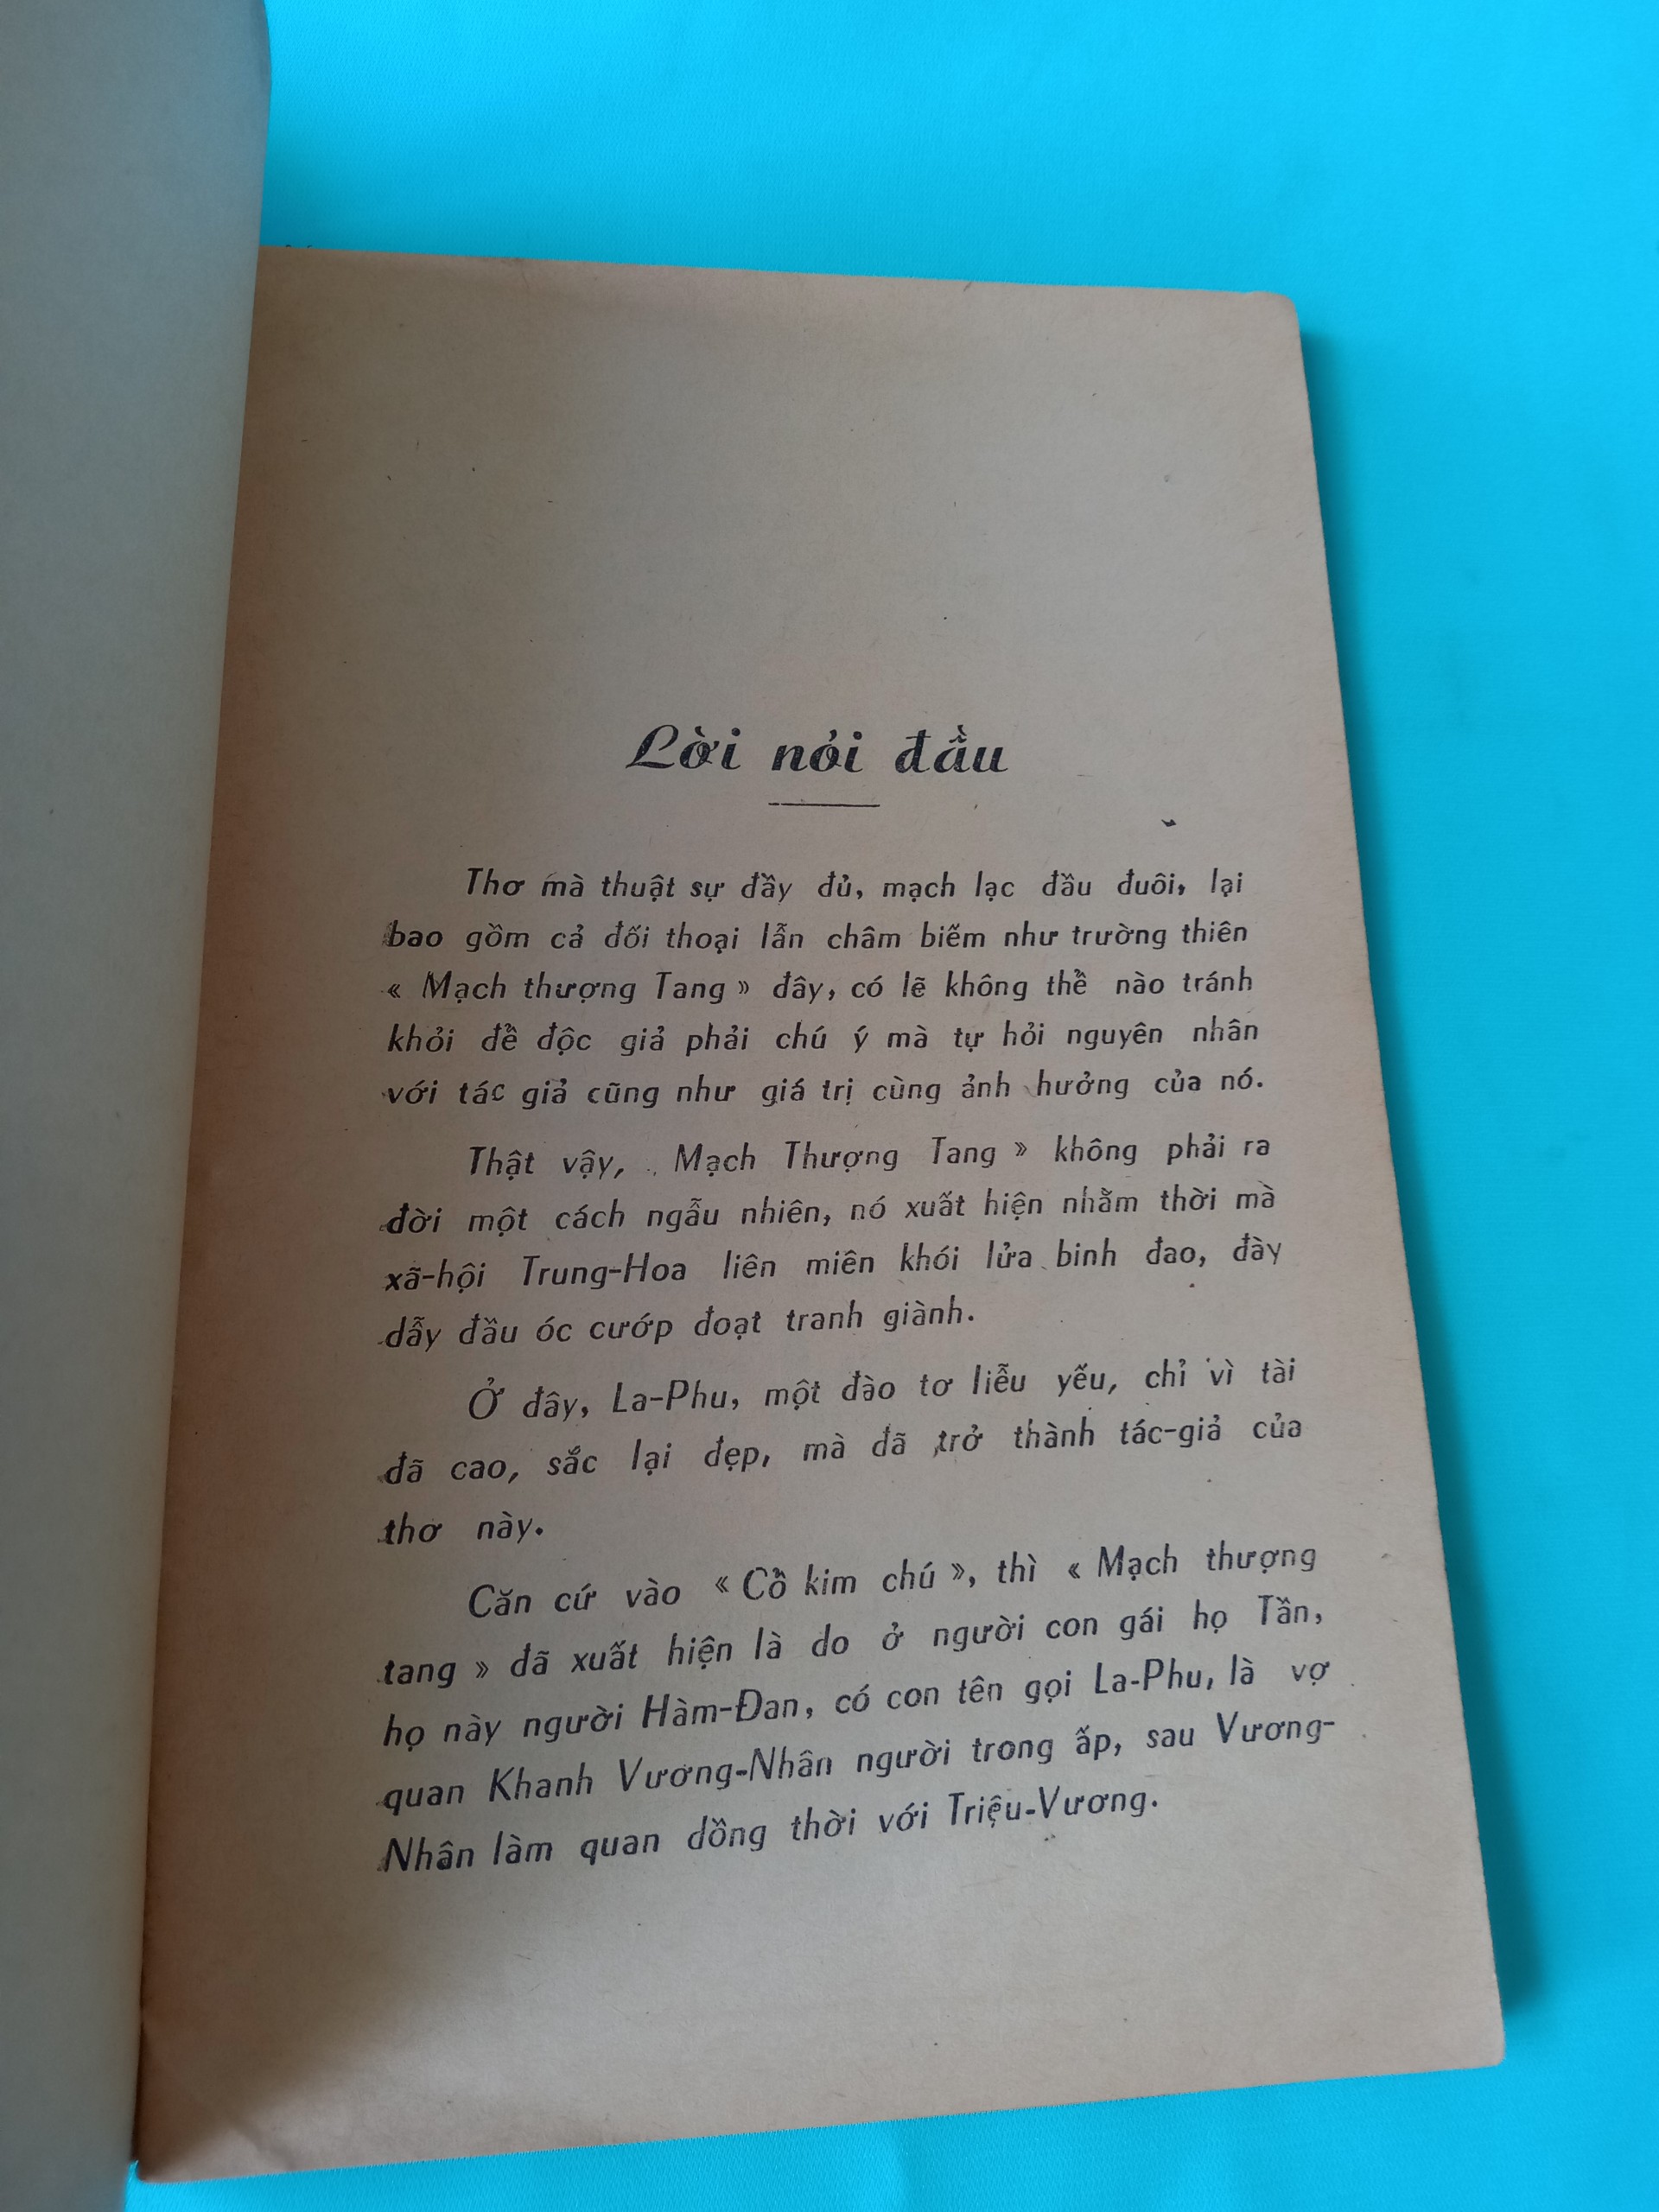 Lời nói đầu
Thơ mà thuật sự đầy đủ, mạch lạc đầu đuôi, lại
bao gồm cả đối thoại lẫn châm biếm như trường thiên
« Mạch thượng Tang » đây, có lẽ không thể nào tránh
khỏi để độc giả phải chú ý mà tự hỏi nguyên nhân
với tác giả cũng như giá trị cùng ảnh hưởng của nó.
Thật vậy, Mạch Thượng Tang » không phải ra
đời một cách ngẫu nhiên, nó xuất hiện nhằm thời mà
xã-hội Trung-Hoa liên miên khói lửa binh đao, đầy
dẫy đầu óc cướp đoạt tranh giành.
Ở đây, La-Phu, một đào tơ liễu yếu, chỉ vì tài
đã cao, sắc lại đẹp, mà đã trở thành tác-giả của
thơ này.
Căn cứ vào « Cổ kim chú », thì « Mạch thượng
tang » đã xuất hiện là do ở người con gái họ Tần,
họ này người Hàm-Đan, có con tên gọi La-Phu, là vợ
quan Khanh Vương-Nhân người trong ấp, sau Vương-
Nhân làm quan dồng thời với Triệu-Vương.